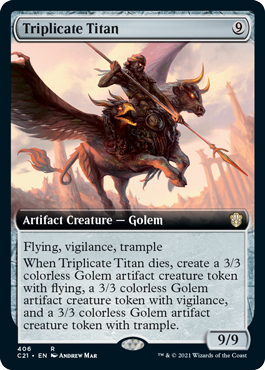 Triplicate Titan 9
Artifact Creature — Golem
Flying, vigilance, trample
When Triplicate Titan dies, create a 3/3
colorless Golem artifact creature token
with flying, a 3/3 colorless Golem
artifact creature token with vigilance,
and a 3/3 colorless Golem artifact
creature token with trample.
9/9
406 R
C21 • EN ANDREW MAR
™ & © 2021 Wizards of the Coast